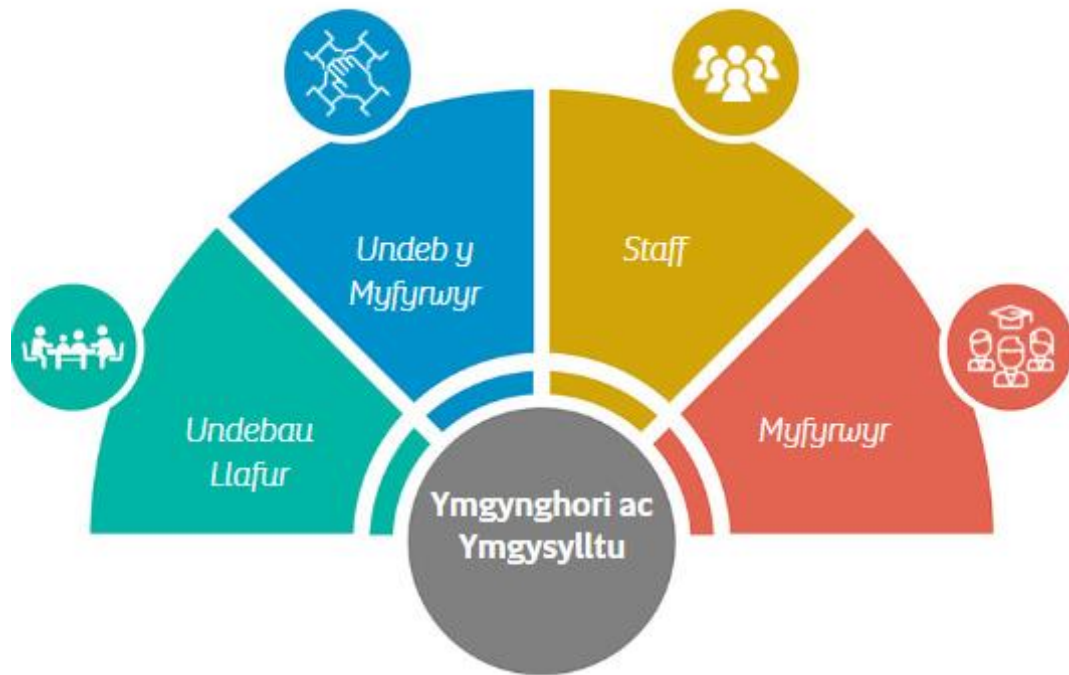 Undeb y
Myfyrwyr
Staff
Undebau
Llafur
Myfyrwyr
Ymgynghori ac
Ymgysylltu